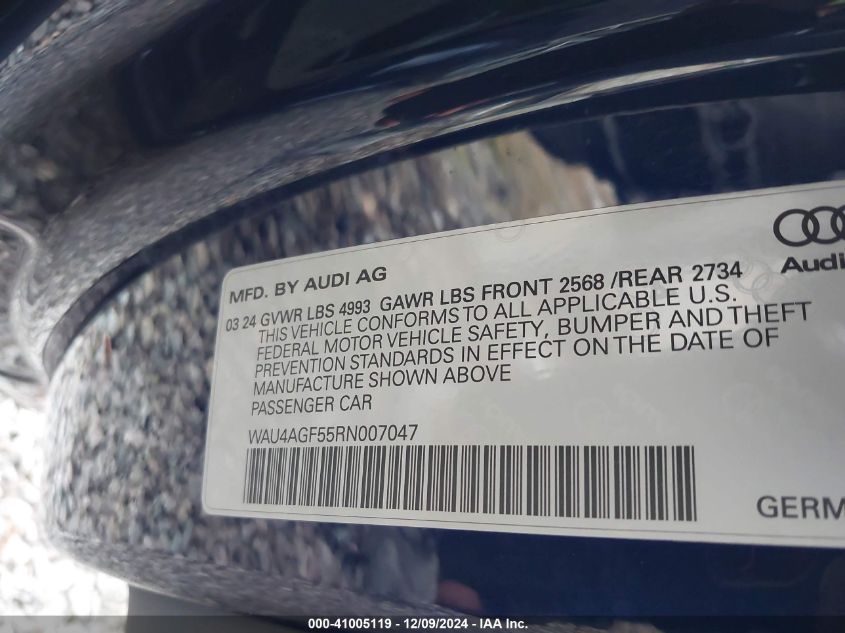 Audi
MFD. BY AUDI AG
03 24 GVWR LBS 4993 GAWR LBS FRONT 2568 /REAR 2734
THIS VEHICLE CONFORMS TO ALL APPLICABLE U.S.
FEDERAL MOTOR VEHICLE SAFETY, BUMPER AND THEFT
PREVENTION STANDARDS IN EFFECT ON THE DATE OF
MANUFACTURE SHOWN ABOVE
PASSENGER CAR
WAU4AGF55RN007047
GERM
000-41005119 - 12/09/2024 - IAA Inc.